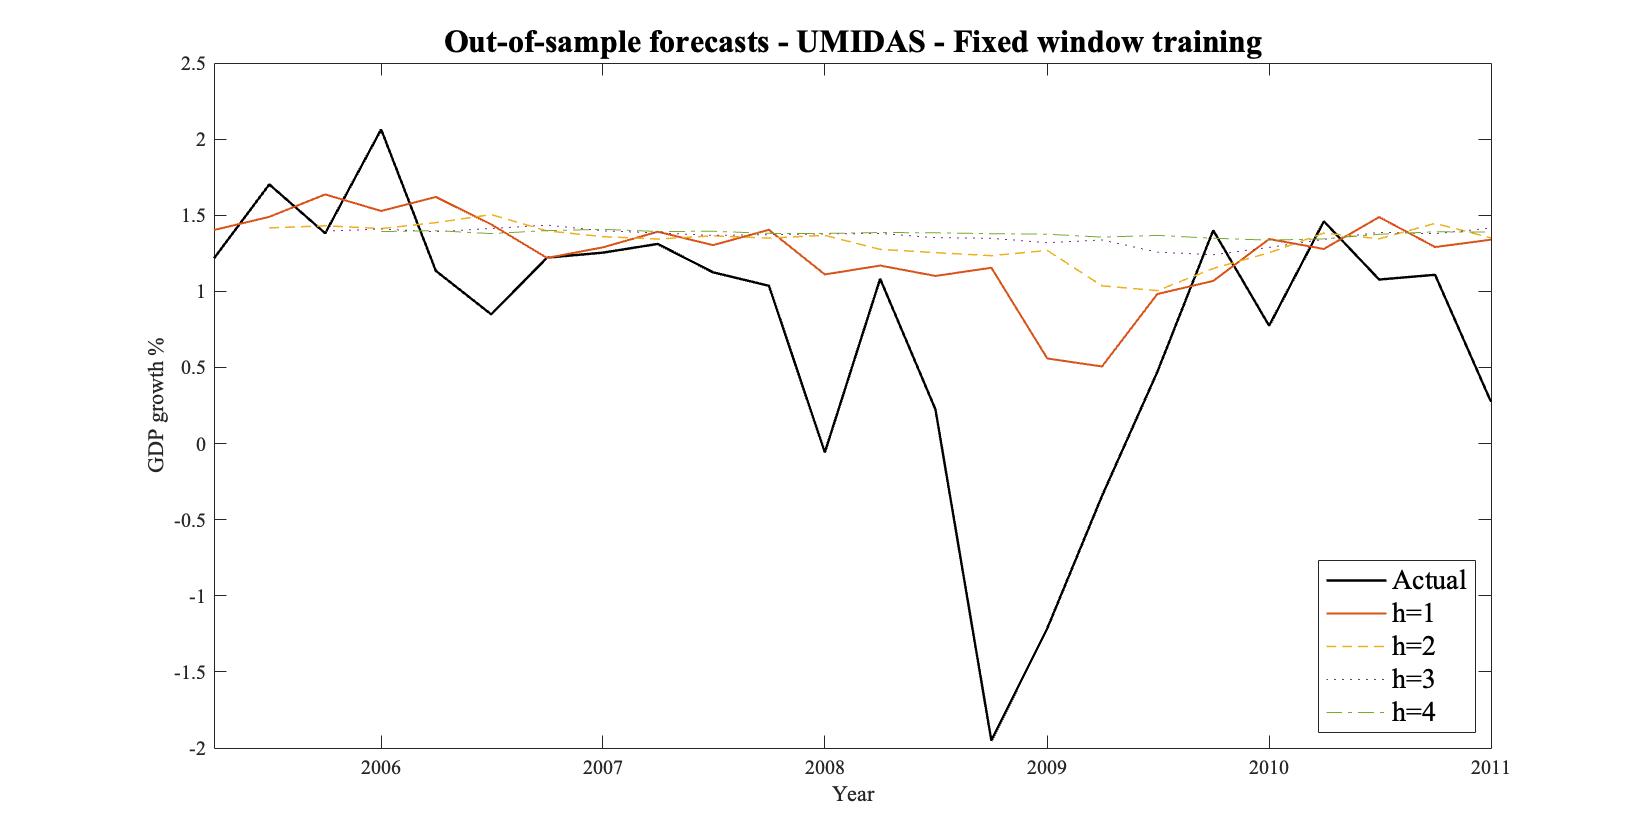 Out-of-sample forecasts - UMIDAS - Fixed window training
2.5
2
1.5
1
0.5
0
-0.5
-1
-1.5
-2
GDP growth %
2006 2007 2008 2009 2010 2011
Year
Actual
h=1
h=2
h=3
h=4